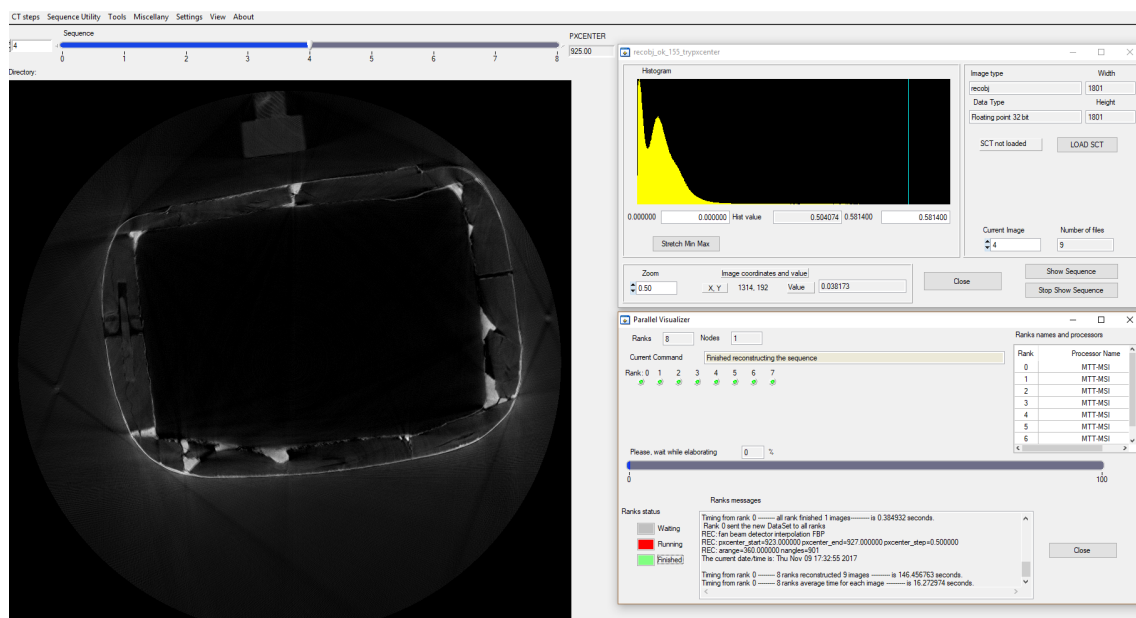 CT steps Sequence Utility Tools Miscellany Settings View About
Sequence
PXCENTER
4
925.00
0 1 2 3 4 5 6 7 8
Directory:
recobj_ok_155_trypxcenter
Histogram
Image type Width
recobj 1801
Data Type Height
Floating point 32 bit 1801
SCT not loaded LOAD SCT
0.000000 0.000000 Hist value 0.504074 0.581400 0.581400
Stretch Min Max
Current Image Number of files
4 9
Zoom Image coordinates and value
0.50 X, Y 1314, 192 Value 0.038173
Close
Show Sequence
Stop Show Sequence
Parallel Visualizer
Ranks 8 Nodes 1
Ranks names and processors
Current Command Finished reconstructing the sequence
Rank: 0 1 2 3 4 5 6 7
Rank Processor Name
0 MTT-MSI
1 MTT-MSI
2 MTT-MSI
3 MTT-MSI
4 MTT-MSI
5 MTT-MSI
6 MTT-MSI
Please, wait while elaborating 0 %
0 100
Ranks messages
Ranks status
Waiting
Running
Finished
Timing from rank 0 -------- all rank finished 1 images-------- is 0.384932 seconds.
Rank 0 sent the new DataSet to all ranks
REC: fan beam detector interpolation FBP
REC: pxcenter_start=923.000000 pxcenter_end=927.000000 pxcenter_step=0.500000
REC: arange=360.000000 nangles=901
The current date/time is: Thu Nov 09 17:32:55 2017
Timing from rank 0 -------- 8 ranks reconstructed 9 images -------- is 146.456763 seconds.
Timing from rank 0 ---- 8 ranks average time for each image -------- is 16.272974 seconds.
Close